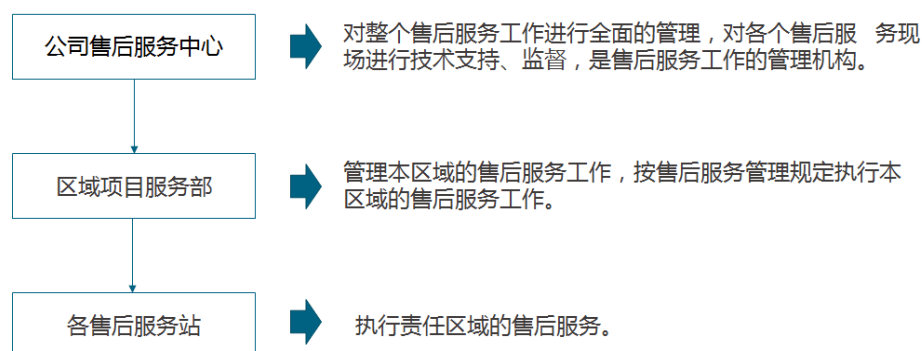 公司售后服务中心
对整个售后服务工作进行全面的管理，对各个售后服 务现
场进行技术支持、监督，是售后服务工作的管理机构。
区域项目服务部
管理本区域的售后服务工作，按售后服务管理规定执行本
区域的售后服务工作。
各售后服务站
执行责任区域的售后服务。